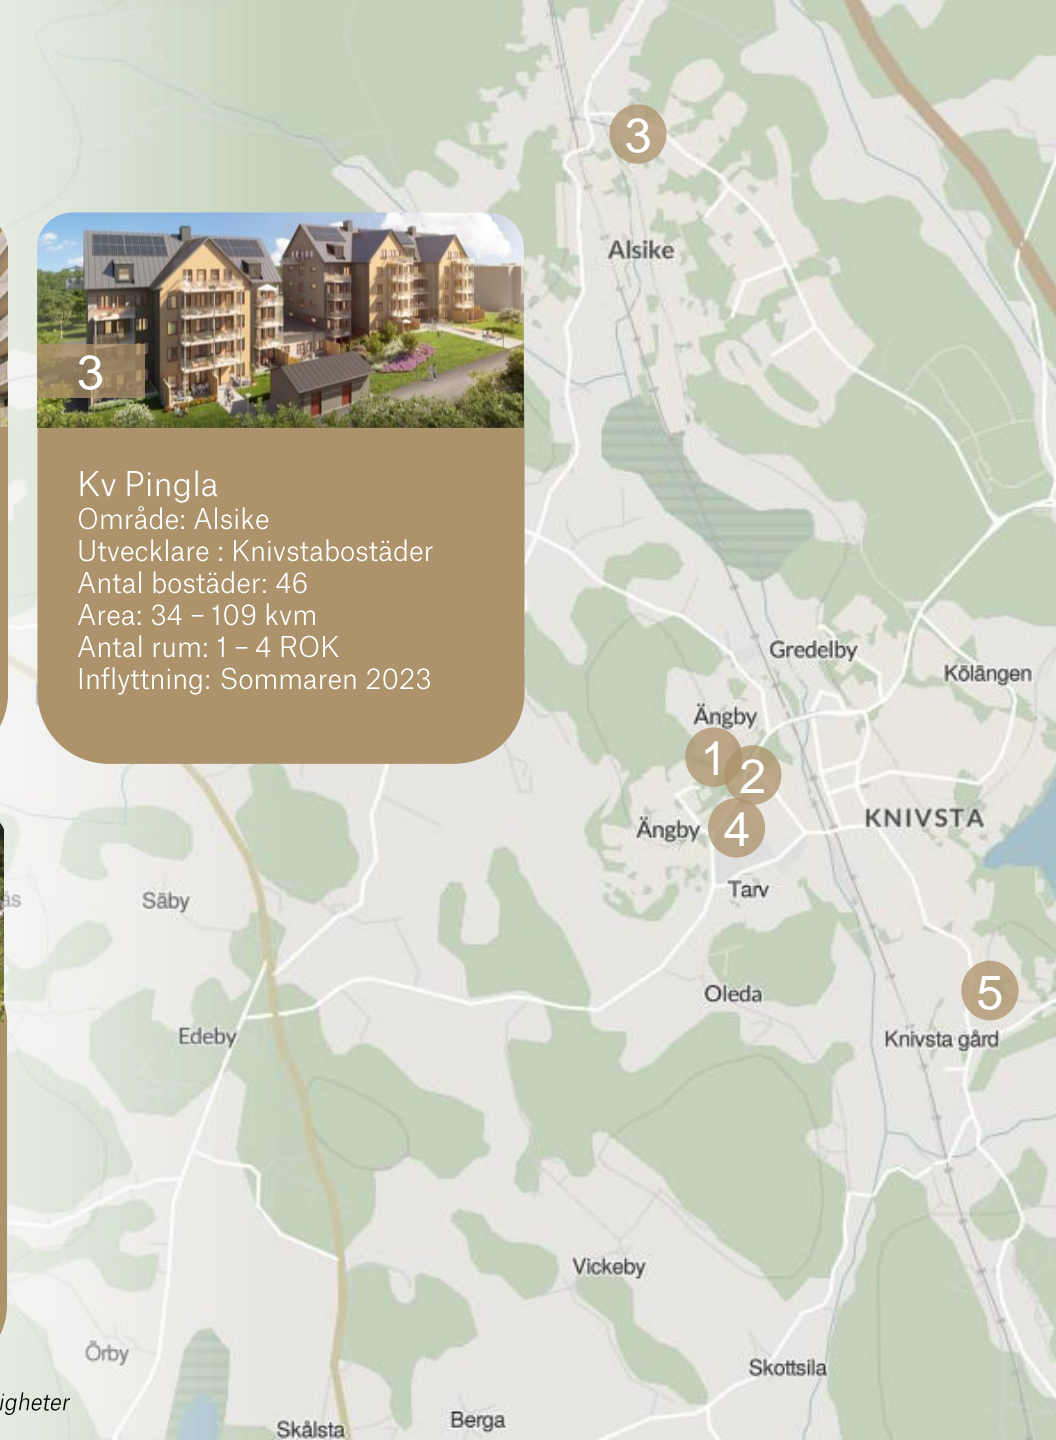 3
Alsike
3
Kv Pingla
Område: Alsike
Utvecklare : Knivstabostäder
Antal bostäder: 46
Area: 34 – 109 kvm
Antal rum: 1 – 4 ROK
Inflyttning: Sommaren 2023
Gredelby
Kölängen
Ängby
1
2
KNIVSTA
Ängby
4
Tarv
Säby
ås
Oleda
5
Edeby
Knivsta gård
Vickeby
Örby
Skottsila
igheter
Berga
Skålsta